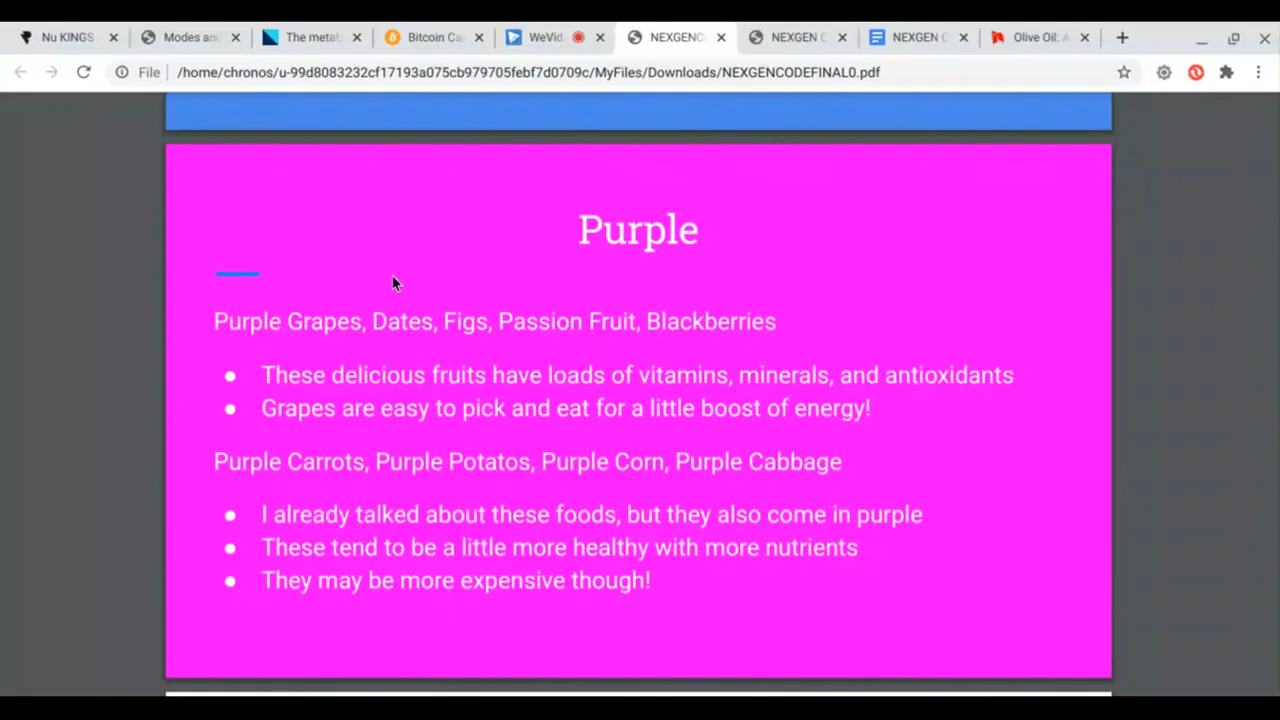 Nu KINGS
Modes an
The metab
Bitcoin Ca
WeVid
NEXGENC
NEXGEN C
NEXGEN C
Olive Oil: A
File /home/chronos/u-99d8083232cf17193a075cb979705febf7d0709c/MyFiles/Downloads/NEXGENCODEFINAL0.pdf
Purple
Purple Grapes, Dates, Figs, Passion Fruit, Blackberries
● These delicious fruits have loads of vitamins, minerals, and antioxidants
● Grapes are easy to pick and eat for a little boost of energy!
Purple Carrots, Purple Potatos, Purple Corn, Purple Cabbage
● I already talked about these foods, but they also come in purple
● These tend to be a little more healthy with more nutrients
● They may be more expensive though!